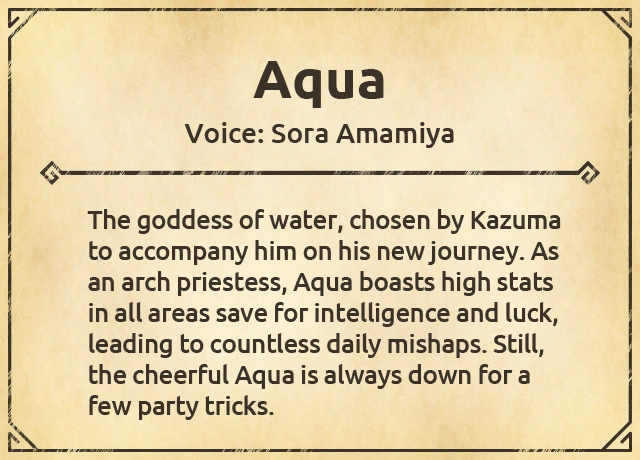 Aqua
Voice: Sora Amamiya
The goddess of water, chosen by Kazuma
to accompany him on his new journey. As
an arch priestess, Aqua boasts high stats
in all areas save for intelligence and luck,
leading to countless daily mishaps. Still,
the cheerful Aqua is always down for a
few party tricks.